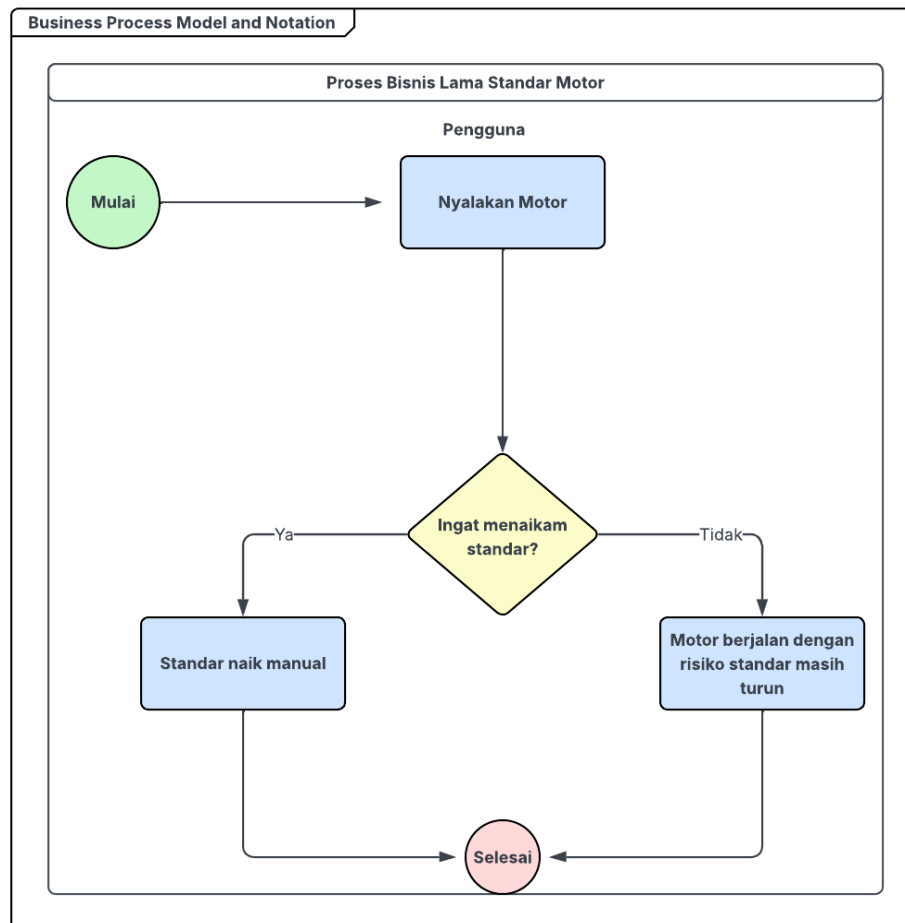 Business Process Model and Notation
Proses Bisnis Lama Standar Motor
Pengguna
Mulai
Nyalakan Motor
Ingat menaikam
standar?
Ya
Tidak
Standar naik manual
Motor berjalan dengan
risiko standar masih
turun
Selesai